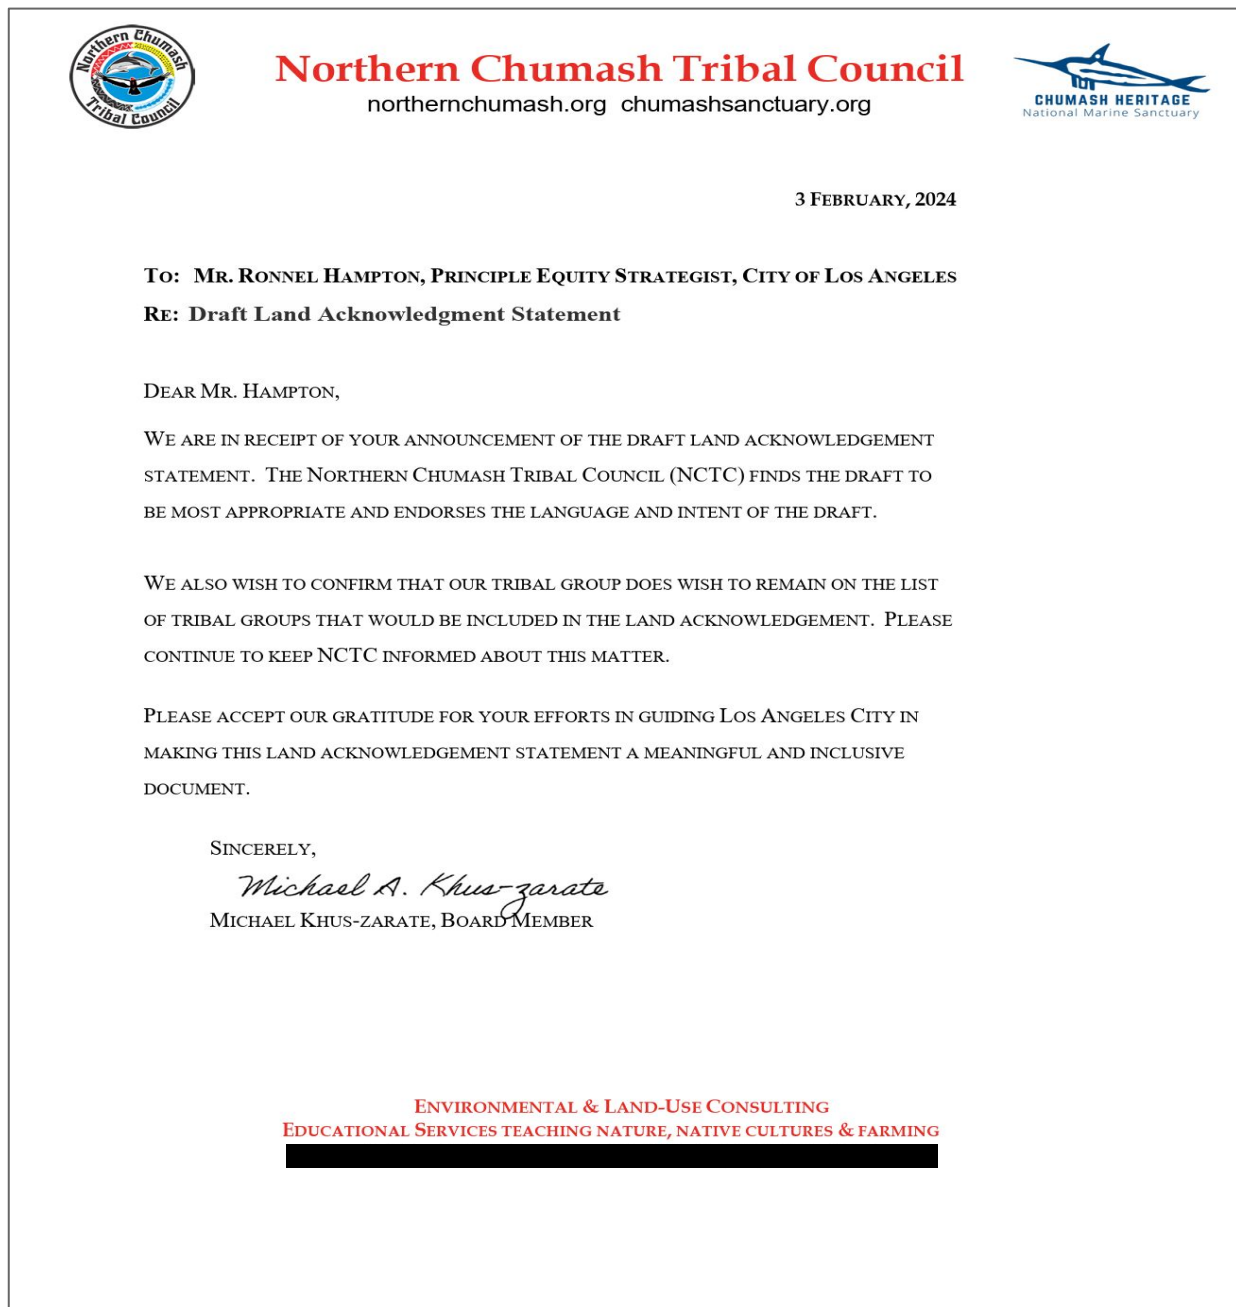 Northern Chumash
Tribal Council
Northern Chumash Tribal Council
northernchumash.org chumashsanctuary.org
CHUMASH HERITAGE
National Marine Sanctuary
3 FEBRUARY, 2024
TO: MR. RONNEL HAMPTON, PRINCIPLE EQUITY STRATEGIST, CITY OF LOS ANGELES
RE: Draft Land Acknowledgment Statement
DEAR MR. HAMPTON,
WE ARE IN RECEIPT OF YOUR ANNOUNCEMENT OF THE DRAFT LAND ACKNOWLEDGEMENT
STATEMENT. THE NORTHERN CHUMASH TRIBAL COUNCIL (NCTC) FINDS THE DRAFT TO
BE MOST APPROPRIATE AND ENDORSES THE LANGUAGE AND INTENT OF THE DRAFT.
WE ALSO WISH TO CONFIRM THAT OUR TRIBAL GROUP DOES WISH TO REMAIN ON THE LIST
OF TRIBAL GROUPS THAT WOULD BE INCLUDED IN THE LAND ACKNOWLEDGEMENT. PLEASE
CONTINUE TO KEEP NCTC INFORMED ABOUT THIS MATTER.
PLEASE ACCEPT OUR GRATITUDE FOR YOUR EFFORTS IN GUIDING LOS ANGELES CITY IN
MAKING THIS LAND ACKNOWLEDGEMENT STATEMENT A MEANINGFUL AND INCLUSIVE
DOCUMENT.
SINCERELY,
Michael A. Khus-zarate
MICHAEL KHUS-ZARATE, BOARD MEMBER
ENVIRONMENTAL & LAND-USE CONSULTING
EDUCATIONAL SERVICES TEACHING NATURE, NATIVE CULTURES & FARMING